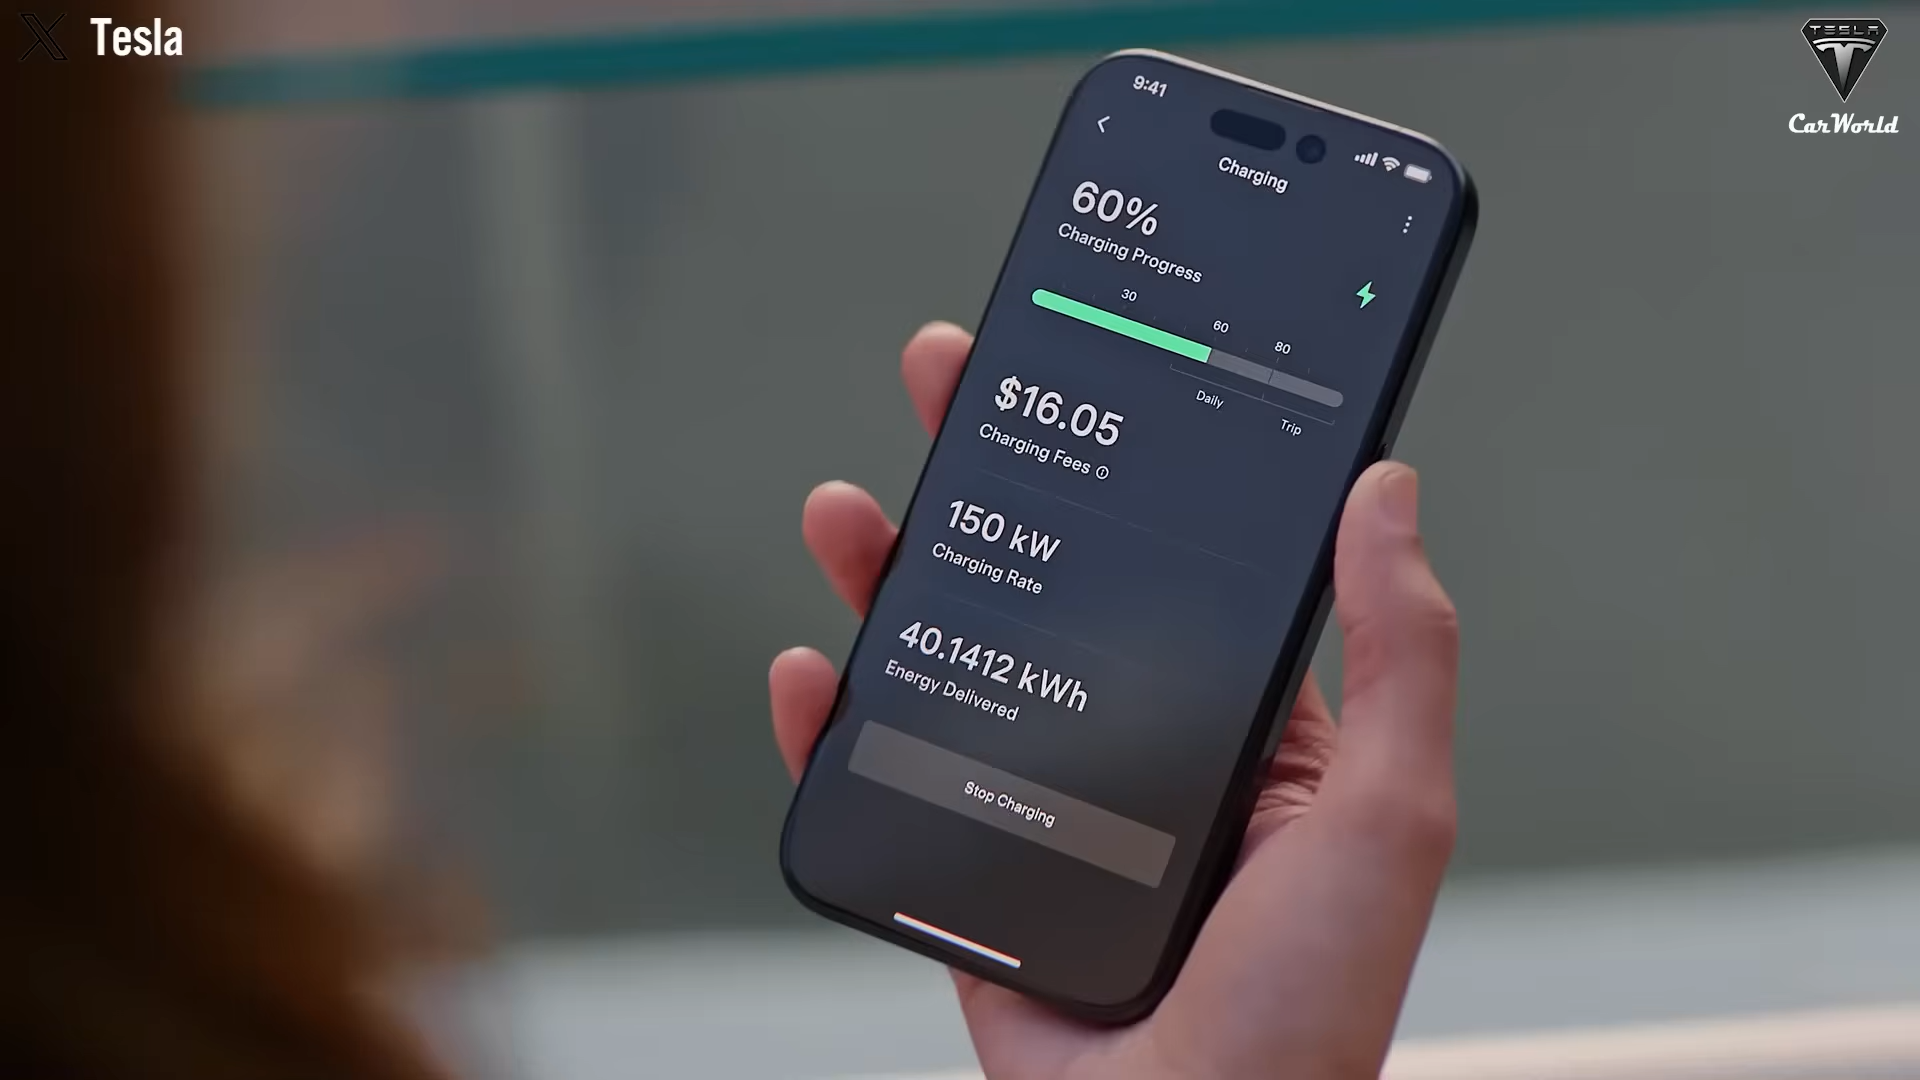 X Tesla
TESLA
CarWorld
9:41
Charging
60%
Charging Progress
30
60
80
Daily
Trip
$16.05
Charging Fees
150 kW
Charging Rate
40.1412 kWh
Energy Delivered
Stop Charging